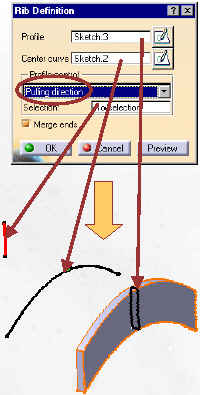 Rib Definition
Profile Sketch.3
Center curve Sketch.2
Profile control
Pulling direction
Selection: No selection
Merge ends
OK Cancel Preview